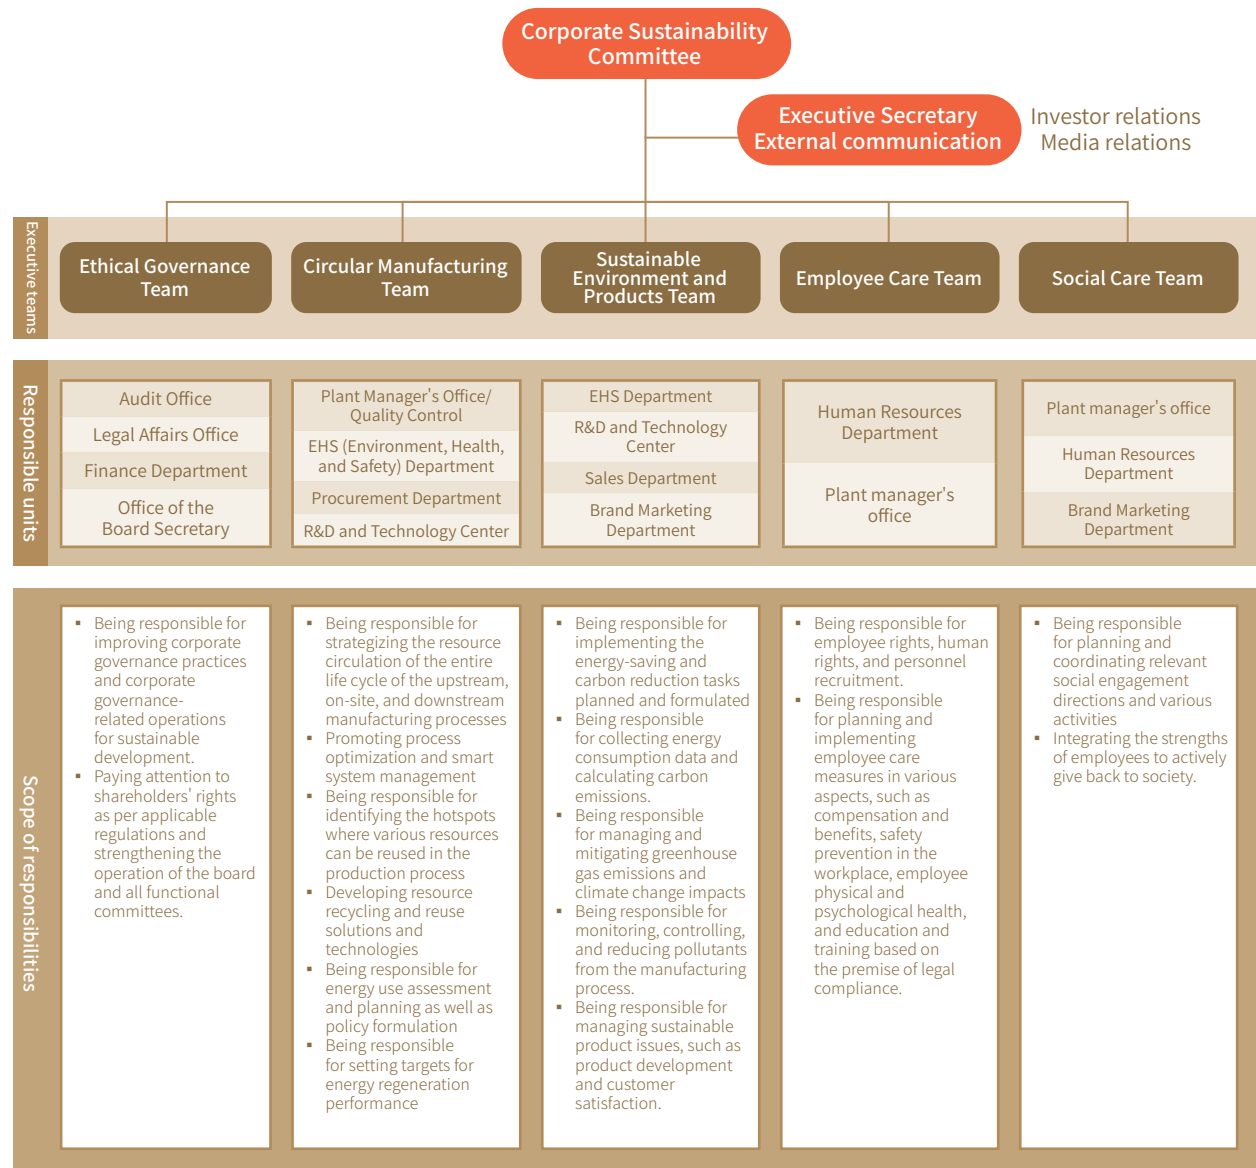 Corporate Sustainability
Committee
Executive Secretary
External communication
Investor relations
Media relations
Executive teams
Ethical Governance
Team
Circular Manufacturing
Team
Sustainable
Environment and
Products Team
Employee Care Team
Social Care Team
Responsible units
Audit Office
Legal Affairs Office
Finance Department
Office of the
Board Secretary
Plant Manager's Office/
Quality Control
EHS (Environment, Health,
and Safety) Department
Procurement Department
R&D and Technology Center
EHS Department
R&D and Technology
Center
Sales Department
Brand Marketing
Department
Human Resources
Department
Plant manager's
office
Plant manager's office
Human Resources
Department
Brand Marketing
Department
Scope of responsibilities
▪ Being responsible for
improving corporate
governance practices
and corporate
governance-
related operations
for sustainable
development.
▪ Paying attention to
shareholders' rights
as per applicable
regulations and
strengthening the
operation of the board
and all functional
committees.
▪ Being responsible for
strategizing the resource
circulation of the entire
life cycle of the upstream,
on-site, and downstream
manufacturing processes
▪ Promoting process
optimization and smart
system management
▪ Being responsible for
identifying the hotspots
where various resources
can be reused in the
production process
▪ Developing resource
recycling and reuse
solutions and
technologies
▪ Being responsible for
energy use assessment
and planning as well as
policy formulation
▪ Being responsible
for setting targets for
energy regeneration
performance
▪ Being responsible for
implementing the
energy-saving and
carbon reduction tasks
planned and formulated
▪ Being responsible
for collecting energy
consumption data and
calculating carbon
emissions.
▪ Being responsible
for managing and
mitigating greenhouse
gas emissions and
climate change impacts
▪ Being responsible for
monitoring, controlling,
and reducing pollutants
from the manufacturing
process.
▪ Being responsible for
managing sustainable
product issues, such as
product development
and customer
satisfaction.
▪ Being responsible for
employee rights, human
rights, and personnel
recruitment.
▪ Being responsible
for planning and
implementing
employee care
measures in various
aspects, such as
compensation and
benefits, safety
prevention in the
workplace, employee
physical and
psychological health,
and education and
training based on
the premise of legal
compliance.
▪ Being responsible
for planning and
coordinating relevant
social engagement
directions and various
activities
▪ Integrating the strengths
of employees to actively
give back to society.